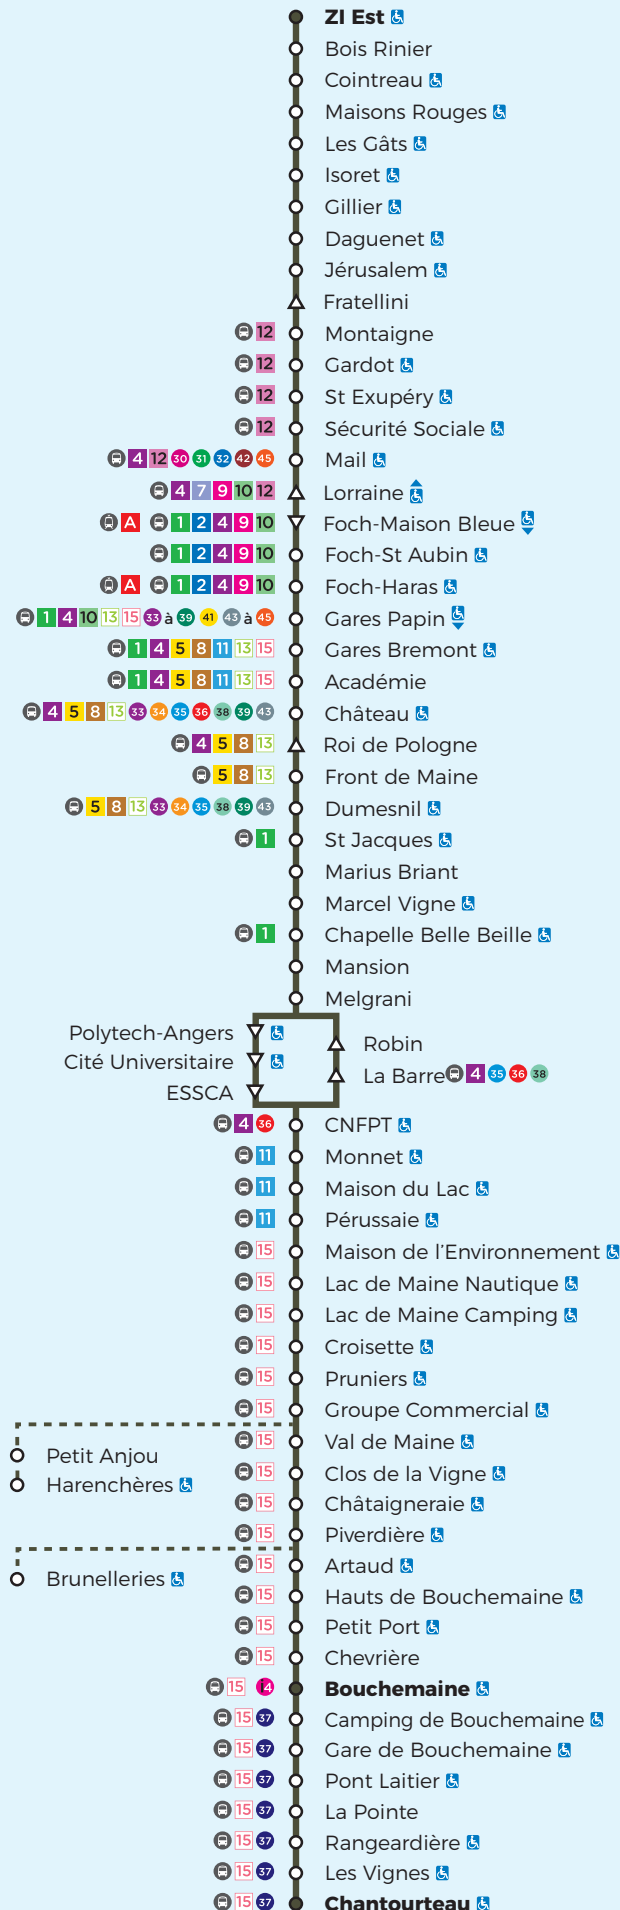 ZI Est
Bois Rinier
Cointreau
Maisons Rouges
Les Gâts
Isoret
Gillier
Daguenet
Jérusalem
Fratellini
12 Montaigne
12 Gardot
12 St Exupéry
12 Sécurité Sociale
4 12 30 31 32 42 45 Mail
4 7 9 10 12 Lorraine
A 1 2 4 9 10 Foch-Maison Bleue
1 2 4 9 10 Foch-St Aubin
A 1 2 4 9 10 Foch-Haras
1 4 10 13 15 33 à 39 41 43 à 45 Gares Papin
1 4 5 8 11 13 15 Gares Bremont
1 4 5 8 11 13 15 Académie
4 5 8 13 33 34 35 36 38 39 43 Château
4 5 8 13 Roi de Pologne
5 8 13 Front de Maine
5 8 13 33 34 35 38 39 43 Dumesnil
1 St Jacques
Marius Briant
Marcel Vigne
1 Chapelle Belle Beille
Mansion
Melgrani
Polytech-Angers
Robin
Cité Universitaire
La Barre 4 35 36 38
ESSCA
4 36 CNFPT
11 Monnet
11 Maison du Lac
11 Pérussaie
15 Maison de l'Environnement
15 Lac de Maine Nautique
15 Lac de Maine Camping
15 Croisette
15 Pruniers
15 Groupe Commercial
15 Val de Maine
Petit Anjou
15 Clos de la Vigne
Harenchères
15 Châtaigneraie
15 Piverdière
15 Artaud
Brunelleries
15 Hauts de Bouchemaine
15 Petit Port
15 Chevrière
15 i4 Bouchemaine
15 37 Camping de Bouchemaine
15 37 Gare de Bouchemaine
15 37 Pont Laitier
15 37 La Pointe
15 37 Rangeardière
15 37 Les Vignes
15 37 Chantourteau